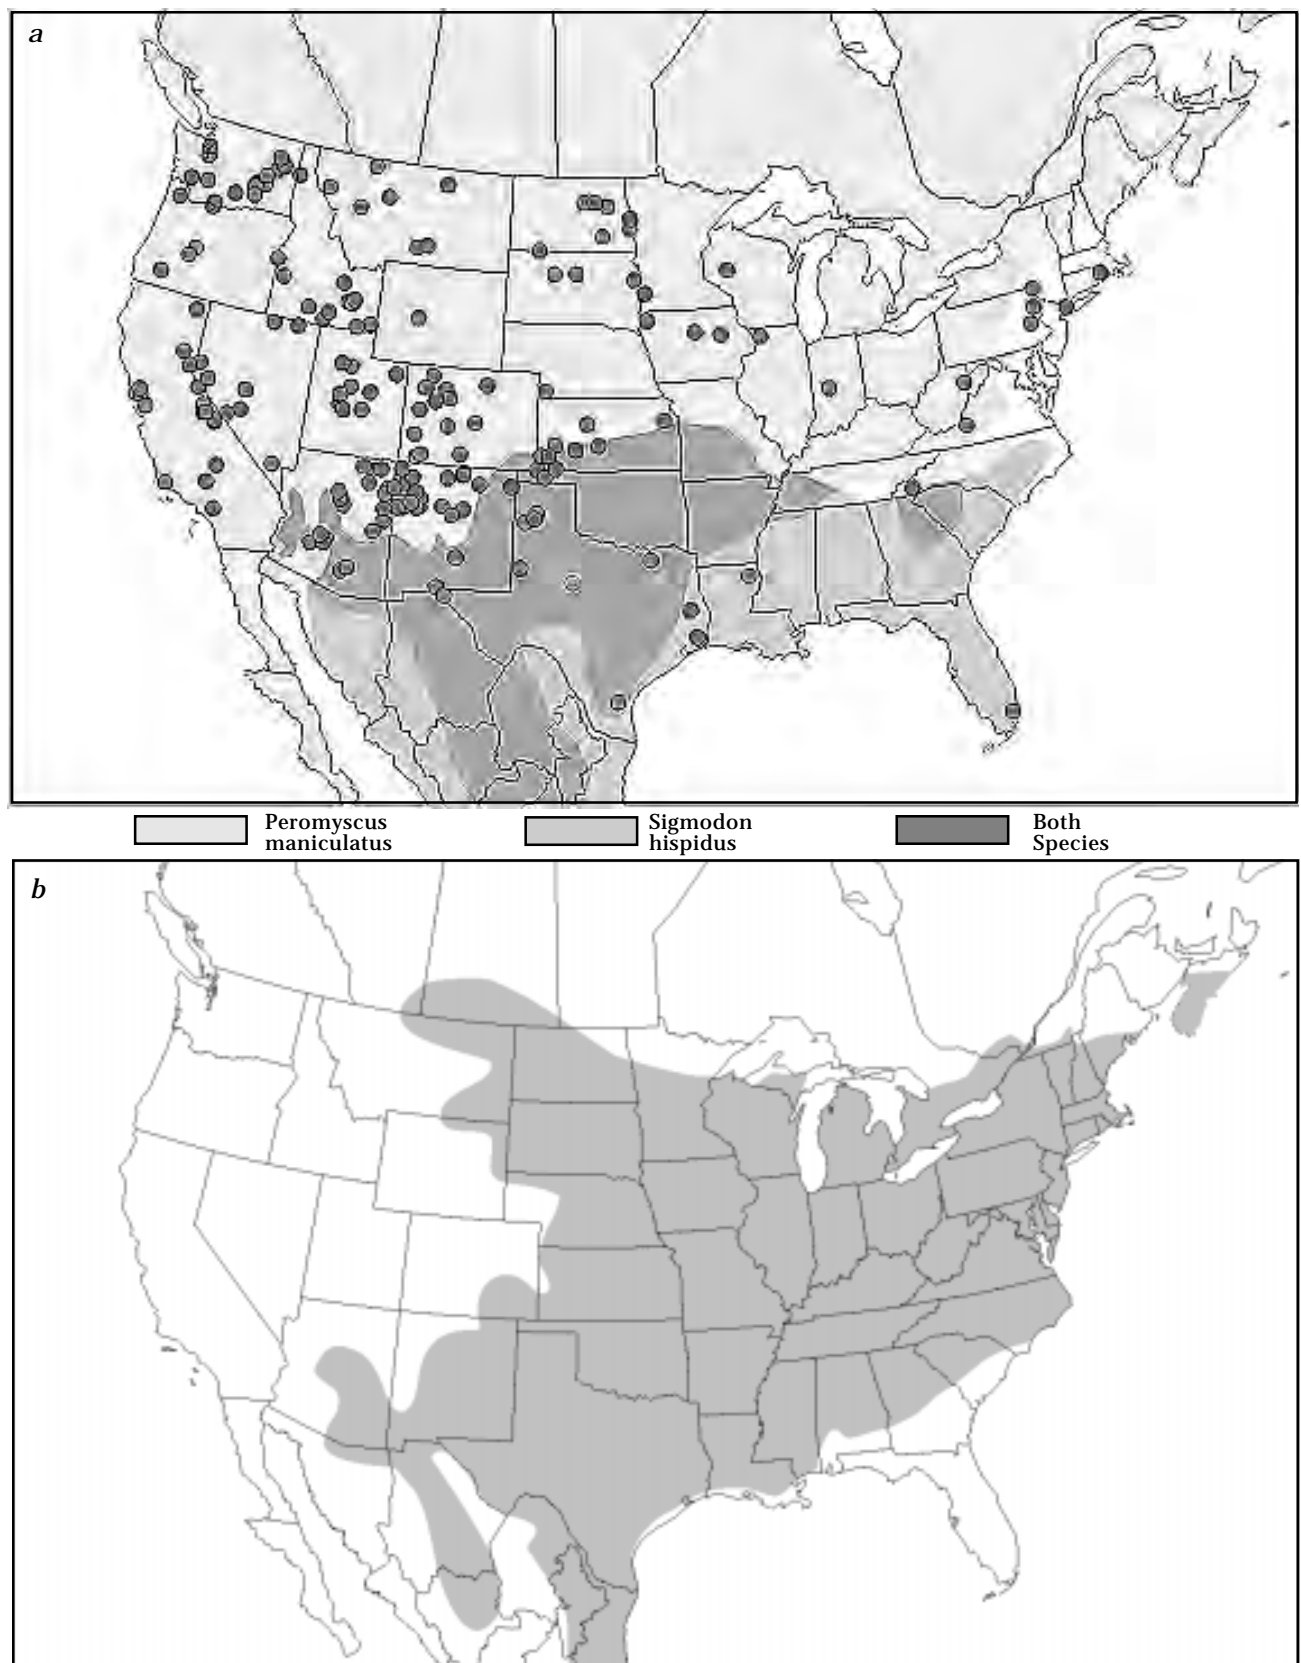 a
Peromyscus
maniculatus
Sigmodon
hispidus
Both
Species
b